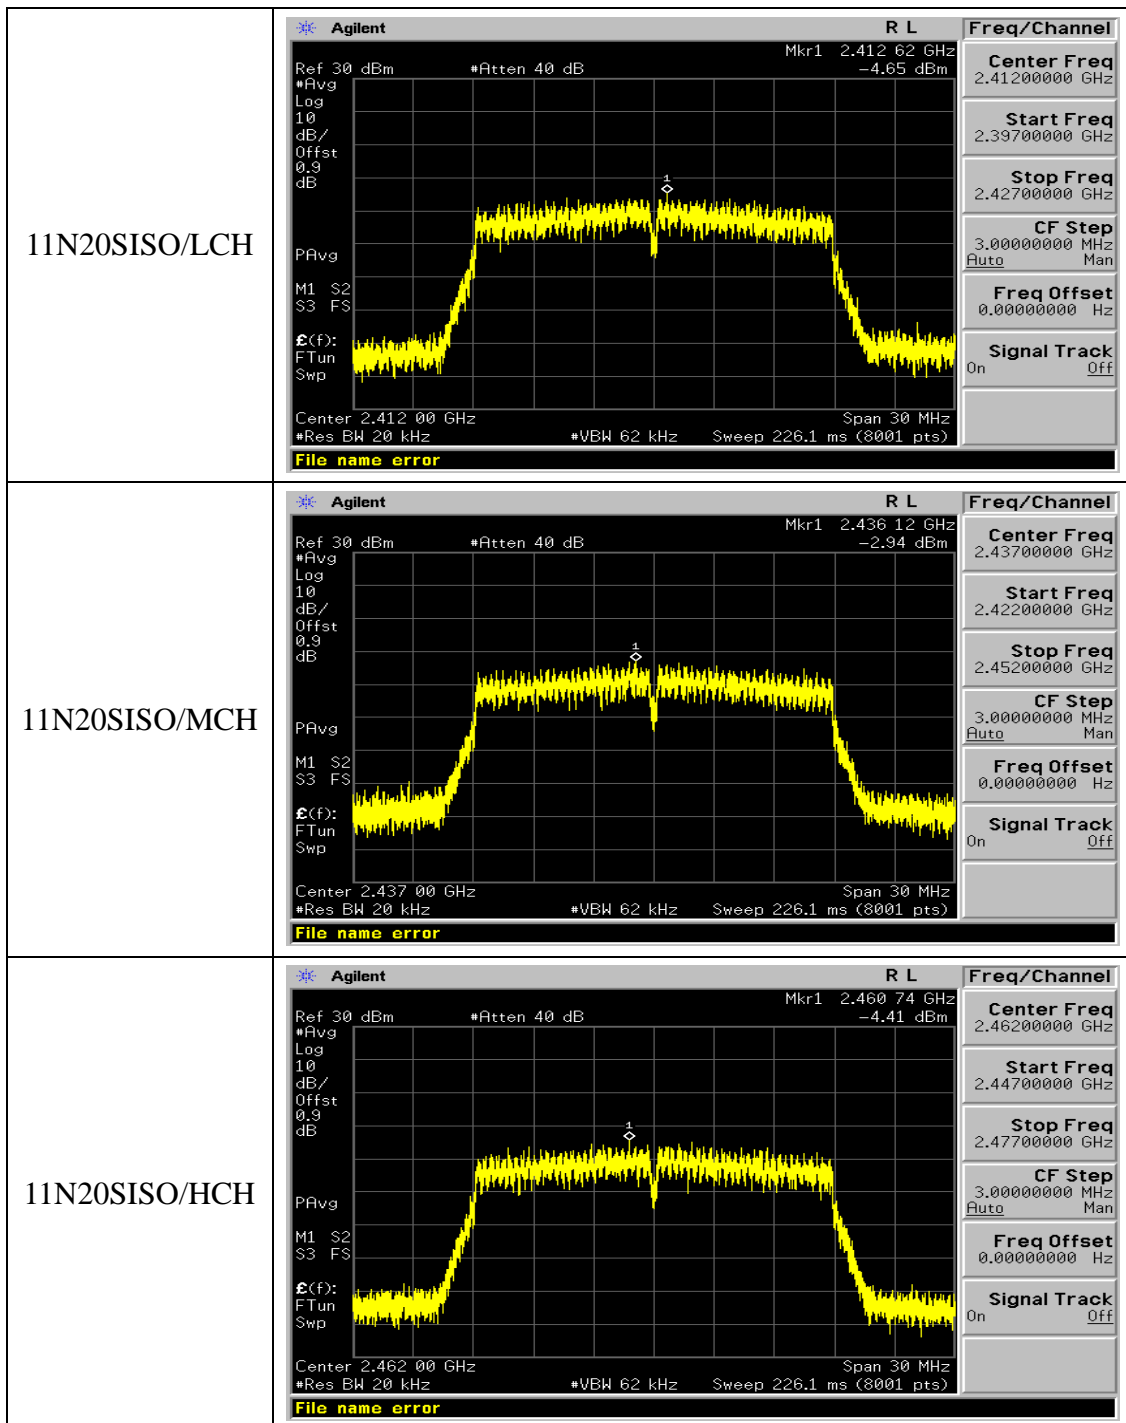 11N20SISO/LCH
Agilent R L Freq/Channel
Mkr1 2.412 62 GHz
Ref 30 dBm #Atten 40 dB -4.65 dBm
#Avg
Log
10
dB/
Offst
0.9
dB
1
PAvg
M1 S2
S3 FS
£(f):
FTun
Swp
Center 2.412 00 GHz Span 30 MHz
#Res BW 20 kHz #VBW 62 kHz Sweep 226.1 ms (8001 pts)
File name error
Center Freq
2.41200000 GHz
Start Freq
2.39700000 GHz
Stop Freq
2.42700000 GHz
CF Step
3.00000000 MHz
Auto Man
Freq Offset
0.00000000 Hz
Signal Track
On Off
11N20SISO/MCH
Agilent R L Freq/Channel
Mkr1 2.436 12 GHz
Ref 30 dBm #Atten 40 dB -2.94 dBm
#Avg
Log
10
dB/
Offst
0.9
dB
1
PAvg
M1 S2
S3 FS
£(f):
FTun
Swp
Center 2.437 00 GHz Span 30 MHz
#Res BW 20 kHz #VBW 62 kHz Sweep 226.1 ms (8001 pts)
File name error
Center Freq
2.43700000 GHz
Start Freq
2.42200000 GHz
Stop Freq
2.45200000 GHz
CF Step
3.00000000 MHz
Auto Man
Freq Offset
0.00000000 Hz
Signal Track
On Off
11N20SISO/HCH
Agilent R L Freq/Channel
Mkr1 2.460 74 GHz
Ref 30 dBm #Atten 40 dB -4.41 dBm
#Avg
Log
10
dB/
Offst
0.9
dB
1
PAvg
M1 S2
S3 FS
£(f):
FTun
Swp
Center 2.462 00 GHz Span 30 MHz
#Res BW 20 kHz #VBW 62 kHz Sweep 226.1 ms (8001 pts)
File name error
Center Freq
2.46200000 GHz
Start Freq
2.44700000 GHz
Stop Freq
2.47700000 GHz
CF Step
3.00000000 MHz
Auto Man
Freq Offset
0.00000000 Hz
Signal Track
On Off